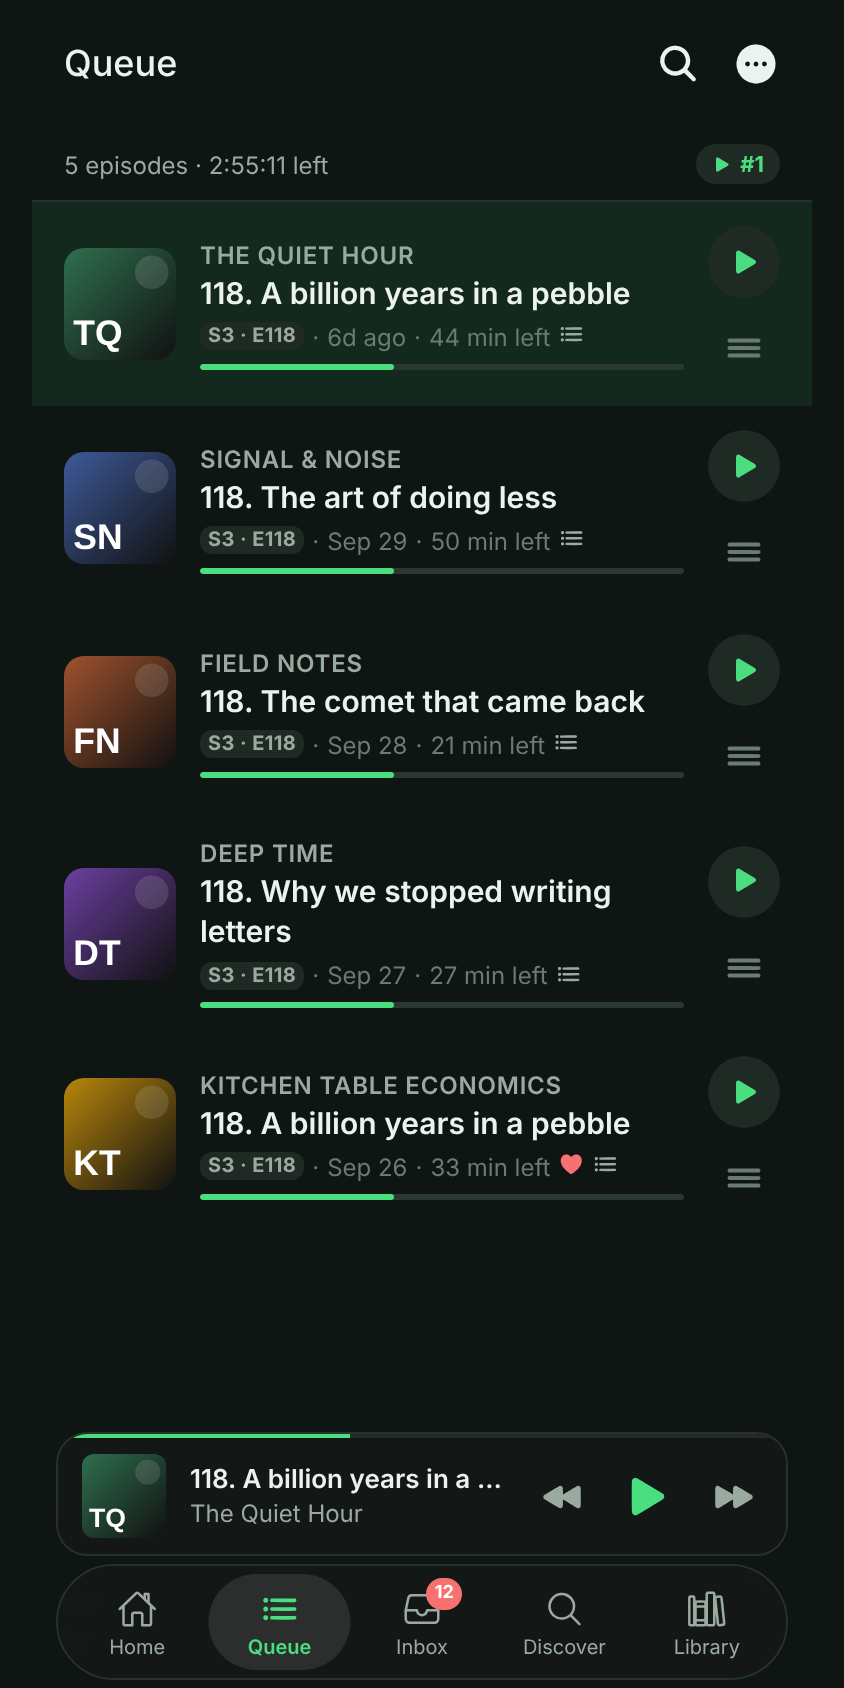 Queue
5 episodes · 2:55:11 left
#1
THE QUIET HOUR
118. A billion years in a pebble
TQ
S3 · E118 · 6d ago · 44 min left
SIGNAL & NOISE
118. The art of doing less
SN
S3 · E118 · Sep 29 · 50 min left
FIELD NOTES
118. The comet that came back
FN
S3 · E118 · Sep 28 · 21 min left
DEEP TIME
118. Why we stopped writing
letters
DT
S3 · E118 · Sep 27 · 27 min left
KITCHEN TABLE ECONOMICS
118. A billion years in a pebble
KT
S3 · E118 · Sep 26 · 33 min left
118. A billion years in a ...
TQ
The Quiet Hour
12
Home
Queue
Inbox
Discover
Library